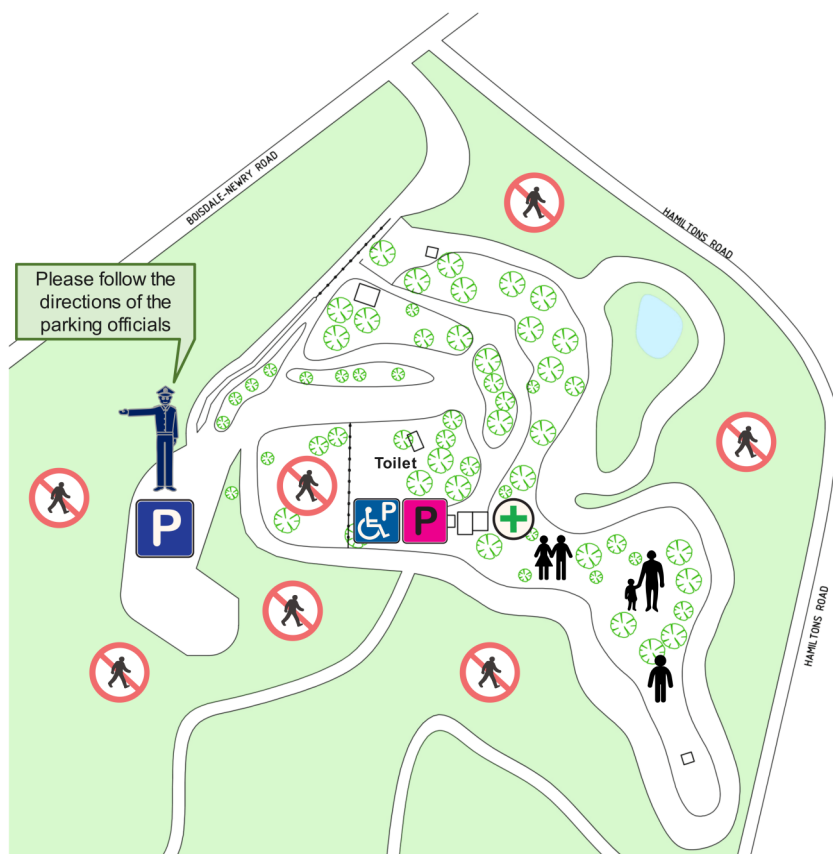 BOISDALE-NEWRY ROAD
HAMILTONS ROAD
Please follow the
directions of the
parking officials
Toilet
P
P
P
HAMILTONS ROAD